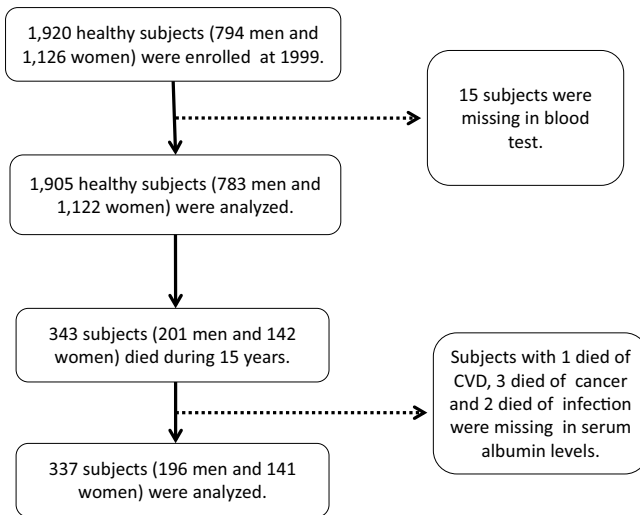 1,920 healthy subjects (794 men and
1,126 women) were enrolled at 1999.
15 subjects were
missing in blood
test.
1,905 healthy subjects (783 men and
1,122 women) were analyzed.
343 subjects (201 men and 142
women) died during 15 years.
Subjects with 1 died of
CVD, 3 died of cancer
and 2 died of infection
were missing in serum
albumin levels.
337 subjects (196 men and 141
women) were analyzed.